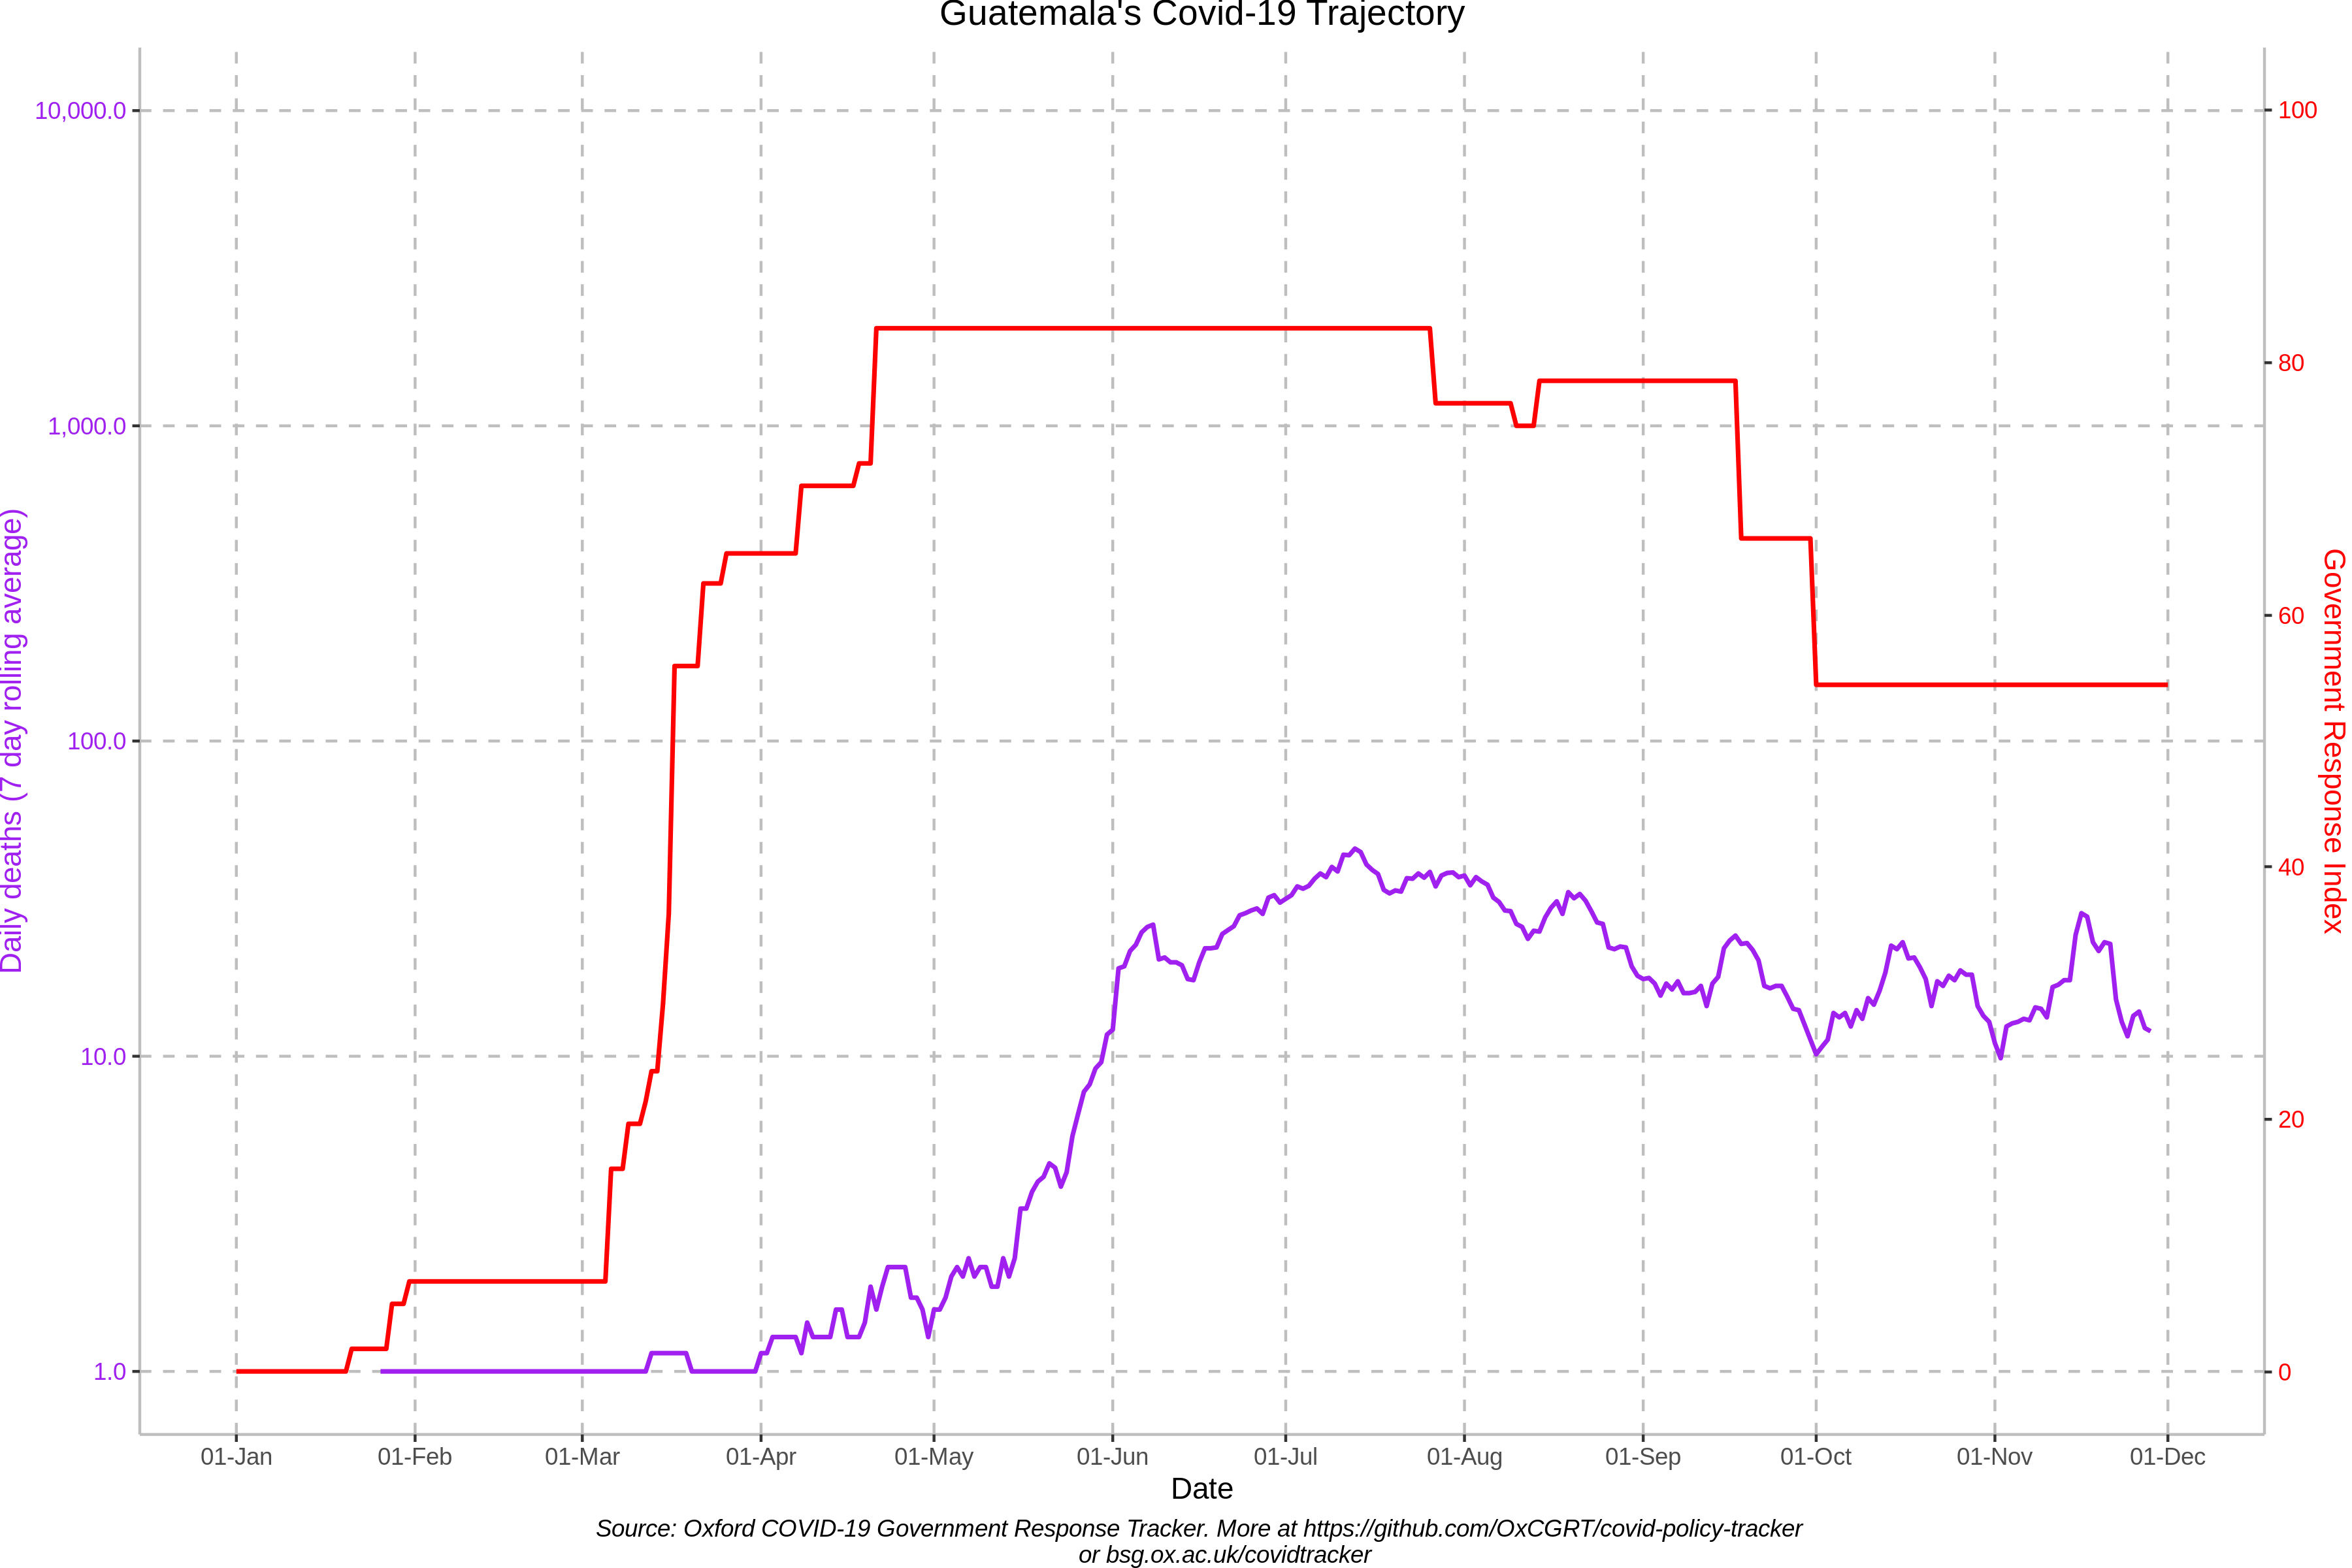 Guatemala's Covid-19 Trajectory
10,000.0
1,000.0
100.0
10.0
1.0
Daily deaths (7 day rolling average)
100
80
60
40
20
0
Government Response Index
01-Jan 01-Feb 01-Mar 01-Apr 01-May 01-Jun 01-Jul 01-Aug 01-Sep 01-Oct 01-Nov 01-Dec
Date
Source: Oxford COVID-19 Government Response Tracker. More at https://github.com/OxCGRT/covid-policy-tracker
or bsg.ox.ac.uk/covidtracker